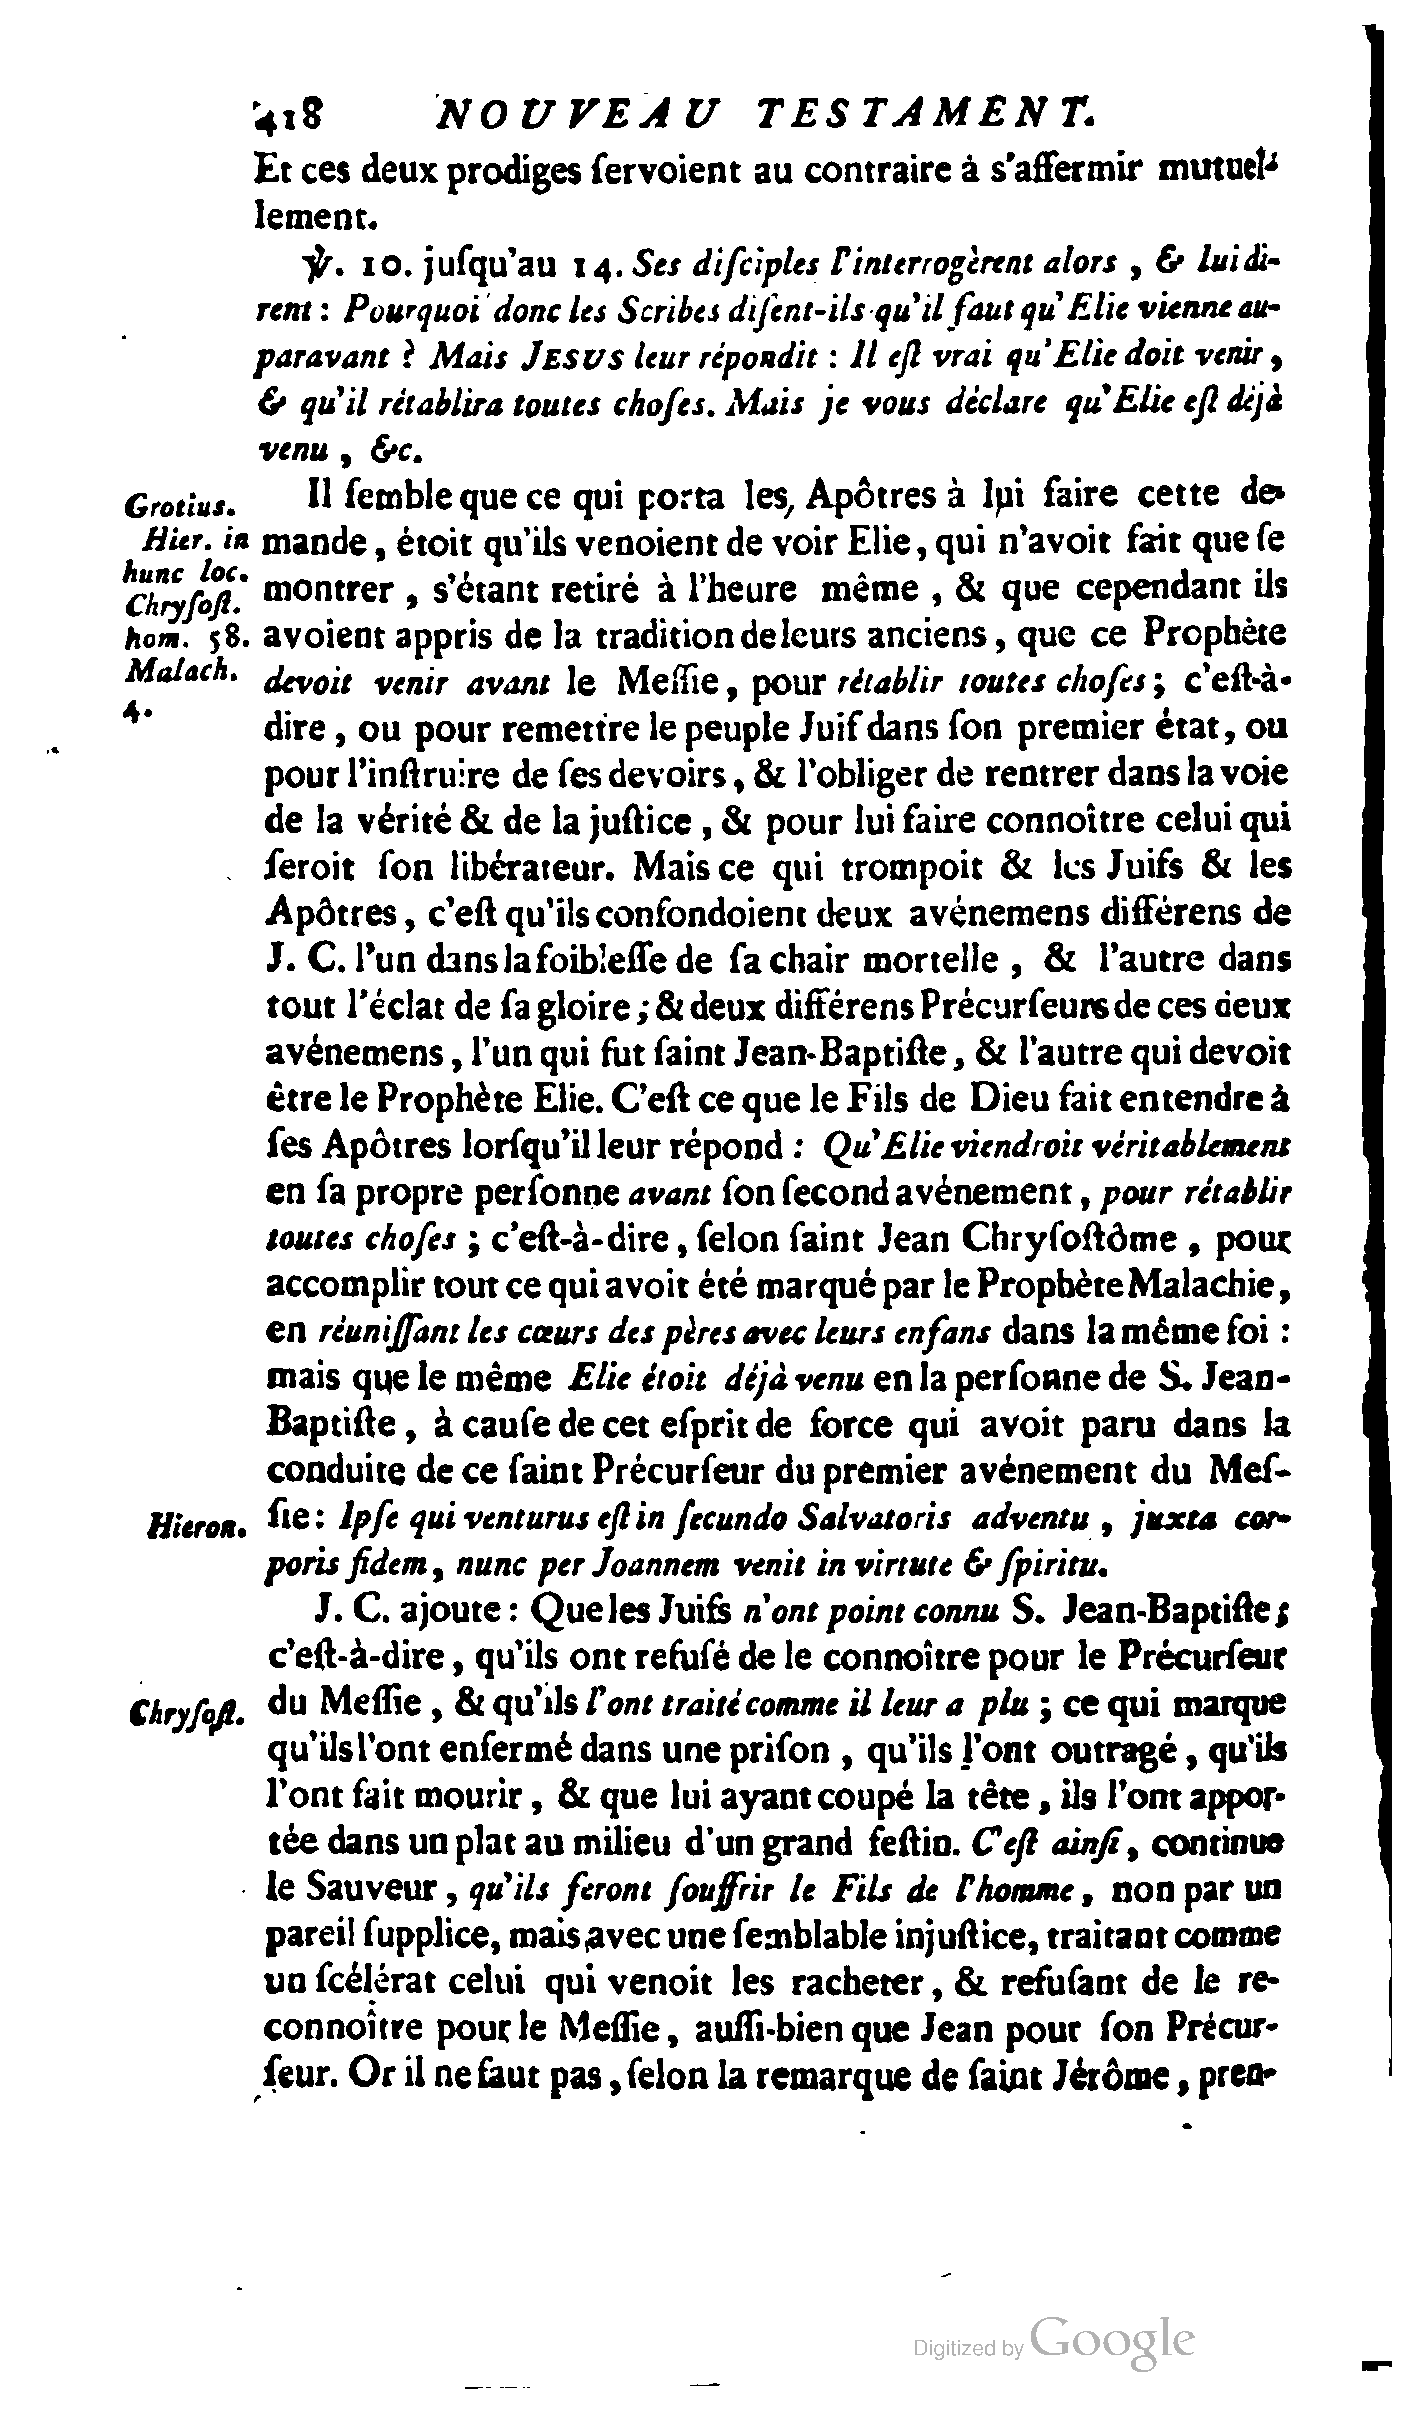 418 NOUVEAU TESTAMENT.
Et ces deux prodiges ſervoient au contraire à s'affermir mutuel-
lement.
℣. 10. juſqu'au 14. Ses diſciples l'interrogèrent alors, & lui di-
rent : Pourquoi donc les Scribes diſent-ils qu'il faut qu'Elie vienne au-
paravant ? Mais JESUS leur répondit : Il eſt vrai qu'Elie doit venir,
& qu'il rétablira toutes choſes. Mais je vous déclare qu'Elie eſt déjà
venu, &c.
Grotius.
Hier. in
hunc loc.
Chryſoſt.
hom. 58.
Malach.
4.
Il ſemble que ce qui porta les Apôtres à lui faire cette de-
mande, étoit qu'ils venoient de voir Elie, qui n'avoit fait que ſe
montrer, s'étant retiré à l'heure même, & que cependant ils
avoient appris de la tradition de leurs anciens, que ce Prophète
devoit venir avant le Meſſie, pour rétablir toutes choſes ; c'eſt-à-
dire, ou pour remettre le peuple Juif dans ſon premier état, ou
pour l'inſtruire de ſes devoirs, & l'obliger de rentrer dans la voie
de la vérité & de la juſtice, & pour lui faire connoître celui qui
ſeroit ſon libérateur. Mais ce qui trompoit & les Juifs & les
Apôtres, c'eſt qu'ils confondoient deux avénemens différens de
J. C. l'un dans la foibleſſe de ſa chair mortelle, & l'autre dans
tout l'éclat de ſa gloire ; & deux différens Précurſeurs de ces deux
avénemens, l'un qui fut ſaint Jean-Baptiſte, & l'autre qui devoit
être le Prophète Elie. C'eſt ce que le Fils de Dieu fait entendre à
ſes Apôtres lorſqu'il leur répond : Qu'Elie viendroit véritablement
en ſa propre perſonne avant ſon ſecond avénement, pour rétablir
toutes choſes ; c'eſt-à-dire, ſelon ſaint Jean Chryſoſtôme, pour
accomplir tout ce qui avoit été marqué par le Prophète Malachie,
en réuniſſant les cœurs des pères avec leurs enfans dans la même foi :
mais que le même Elie étoit déjà venu en la perſonne de S. Jean-
Baptiſte, à cauſe de cet eſprit de force qui avoit paru dans la
conduite de ce ſaint Précurſeur du premier avénement du Meſ-
Hieron.
ſie : Ipſe qui venturus eſt in ſecundo Salvatoris adventu, juxta cor-
poris fidem, nunc per Joannem venit in virtute & ſpiritu.
J. C. ajoute : Que les Juifs n'ont point connu S. Jean-Baptiſte ;
c'eſt-à-dire, qu'ils ont refuſé de le connoître pour le Précurſeur
Chryſoſt.
du Meſſie, & qu'ils l'ont traité comme il leur a plu ; ce qui marque
qu'ils l'ont enfermé dans une priſon, qu'ils l'ont outragé, qu'ils
l'ont fait mourir, & que lui ayant coupé la tête, ils l'ont appor-
tée dans un plat au milieu d'un grand feſtin. C'eſt ainſi, continue
le Sauveur, qu'ils feront ſouffrir le Fils de l'homme, non par un
pareil ſupplice, mais avec une ſemblable injuſtice, traitant comme
un ſcélérat celui qui venoit les racheter, & refuſant de le re-
connoître pour le Meſſie, auſſi-bien que Jean pour ſon Précur-
ſeur. Or il ne faut pas, ſelon la remarque de ſaint Jérôme, pren-
Digitized by Google